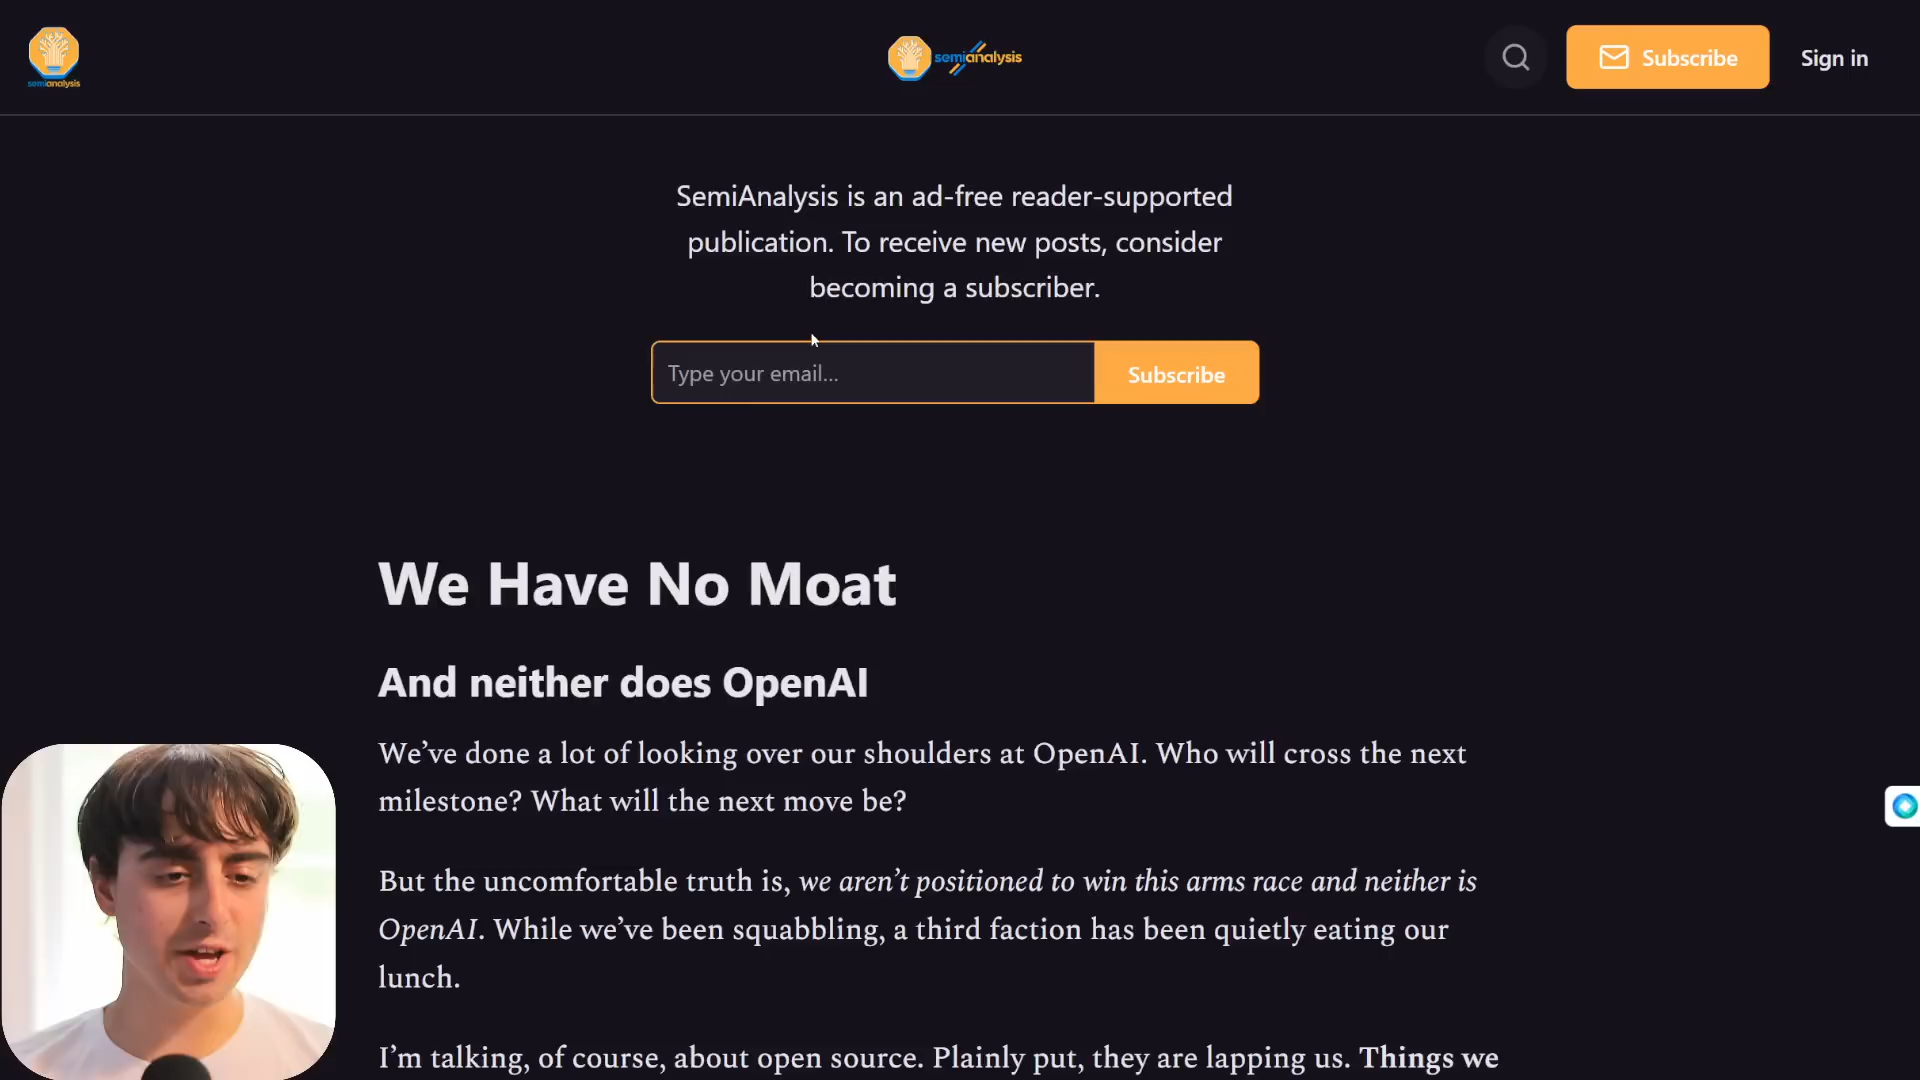 semianalysis
semianalysis
Subscribe
Sign in
SemiAnalysis is an ad-free reader-supported
publication. To receive new posts, consider
becoming a subscriber.
Type your email...
Subscribe
We Have No Moat
And neither does OpenAI
We’ve done a lot of looking over our shoulders at OpenAI. Who will cross the next
milestone? What will the next move be?
But the uncomfortable truth is, we aren’t positioned to win this arms race and neither is
OpenAI. While we’ve been squabbling, a third faction has been quietly eating our
lunch.
I’m talking, of course, about open source. Plainly put, they are lapping us. Things we